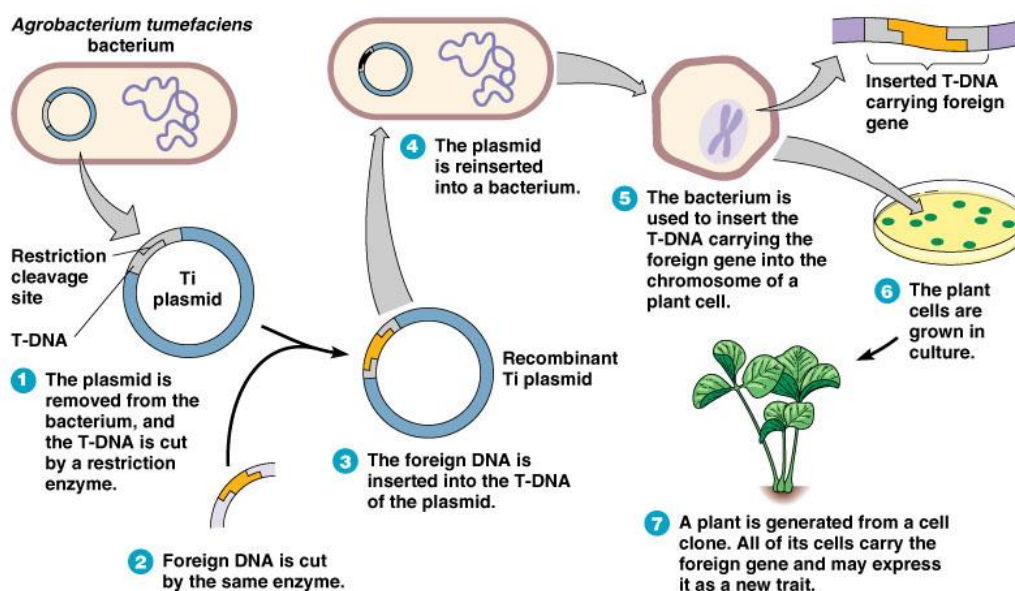 Agrobacterium tumefaciens
bacterium
Restriction
cleavage
site
Ti
plasmid
T-DNA
1 The plasmid is
removed from the
bacterium, and
the T-DNA is cut
by a restriction
enzyme.
2 Foreign DNA is cut
by the same enzyme.
Recombinant
Ti plasmid
3 The foreign DNA is
inserted into the T-DNA
of the plasmid.
4 The plasmid
is reinserted
into a bacterium.
5 The bacterium is
used to insert the
T-DNA carrying the
foreign gene into the
chromosome of a
plant cell.
Inserted T-DNA
carrying foreign
gene
6 The plant
cells are
grown in
culture.
7 A plant is generated from a cell
clone. All of its cells carry the
foreign gene and may express
it as a new trait.